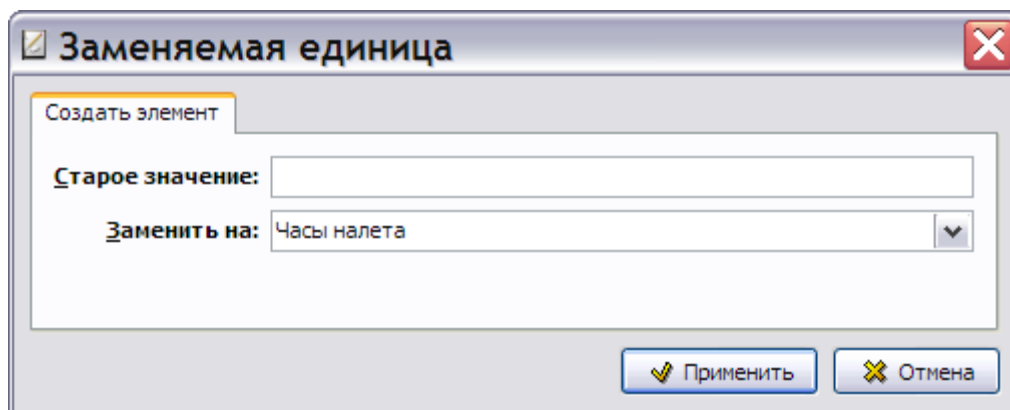 Заменяемая единица
Создать элемент
Старое значение:
Заменить на: Часы налета
Применить Отмена